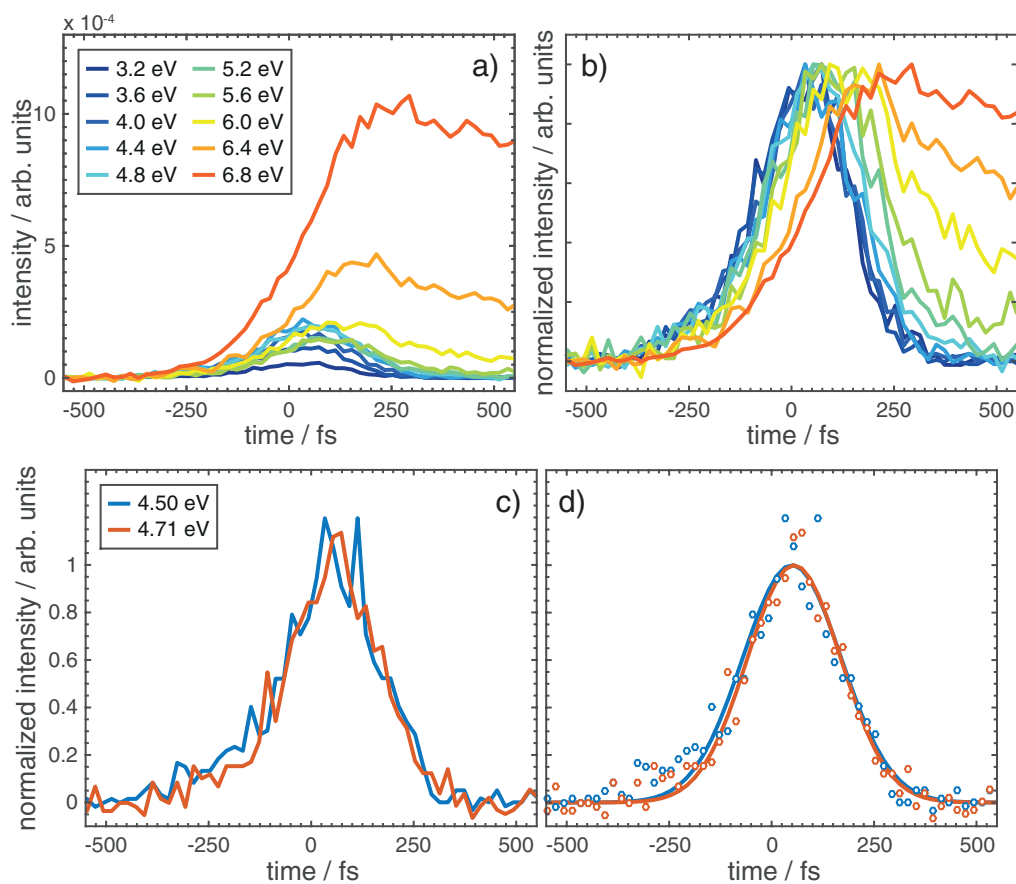 x 10-4
a)
b)
3.2 eV 5.2 eV
3.6 eV 5.6 eV
4.0 eV 6.0 eV
4.4 eV 6.4 eV
4.8 eV 6.8 eV
intensity / arb. units
10
5
0
-500 -250 0 250 500
time / fs
normalized intensity / arb. units
-500 -250 0 250 500
time / fs
c)
d)
4.50 eV
4.71 eV
normalized intensity / arb. units
1
0.8
0.6
0.4
0.2
0
-500 -250 0 250 500
time / fs
-500 -250 0 250 500
time / fs